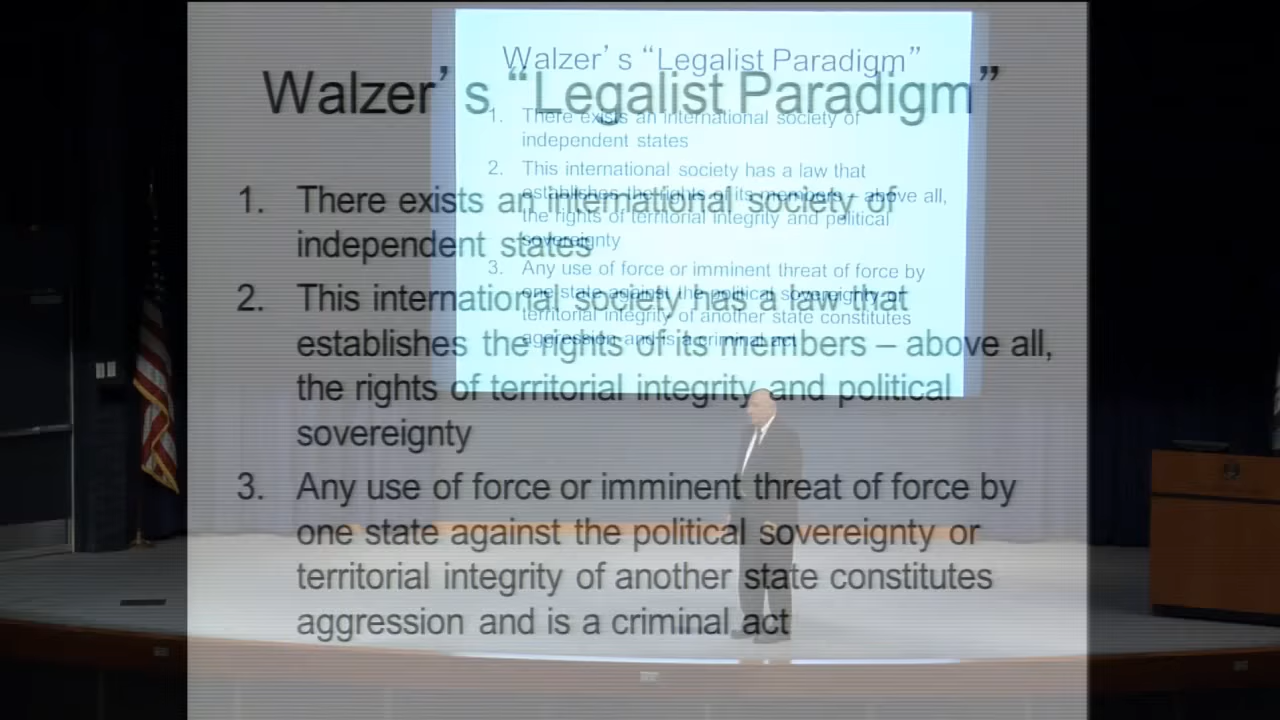 Walzer’s “Legalist Paradigm”
1. There exists an international society of
independent states
2. This international society has a law that
establishes the rights of its members – above all,
the rights of territorial integrity and political
sovereignty
3. Any use of force or imminent threat of force by
one state against the political sovereignty or
territorial integrity of another state constitutes
aggression and is a criminal act
Walzer’s “Legalist Paradigm”
1. There exists an international society of
independent states
2. This international society has a law that
establishes the rights of its members – above all,
the rights of territorial integrity and political
sovereignty
3. Any use of force or imminent threat of force by
one state against the political sovereignty or
territorial integrity of another state constitutes
aggression and is a criminal act